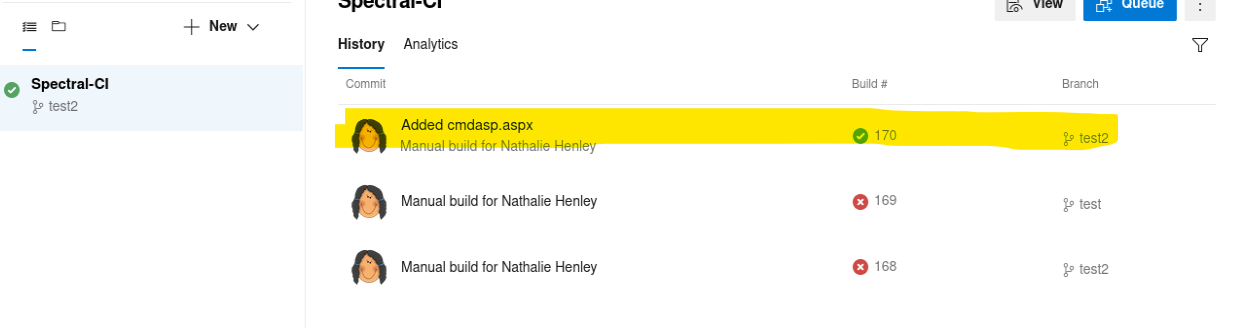 Spectral-CI
View
Queue
New
History
Analytics
Commit
Build #
Branch
Spectral-CI
test2
Added cmdasp.aspx
Manual build for Nathalie Henley
170
test2
Manual build for Nathalie Henley
169
test
Manual build for Nathalie Henley
168
test2